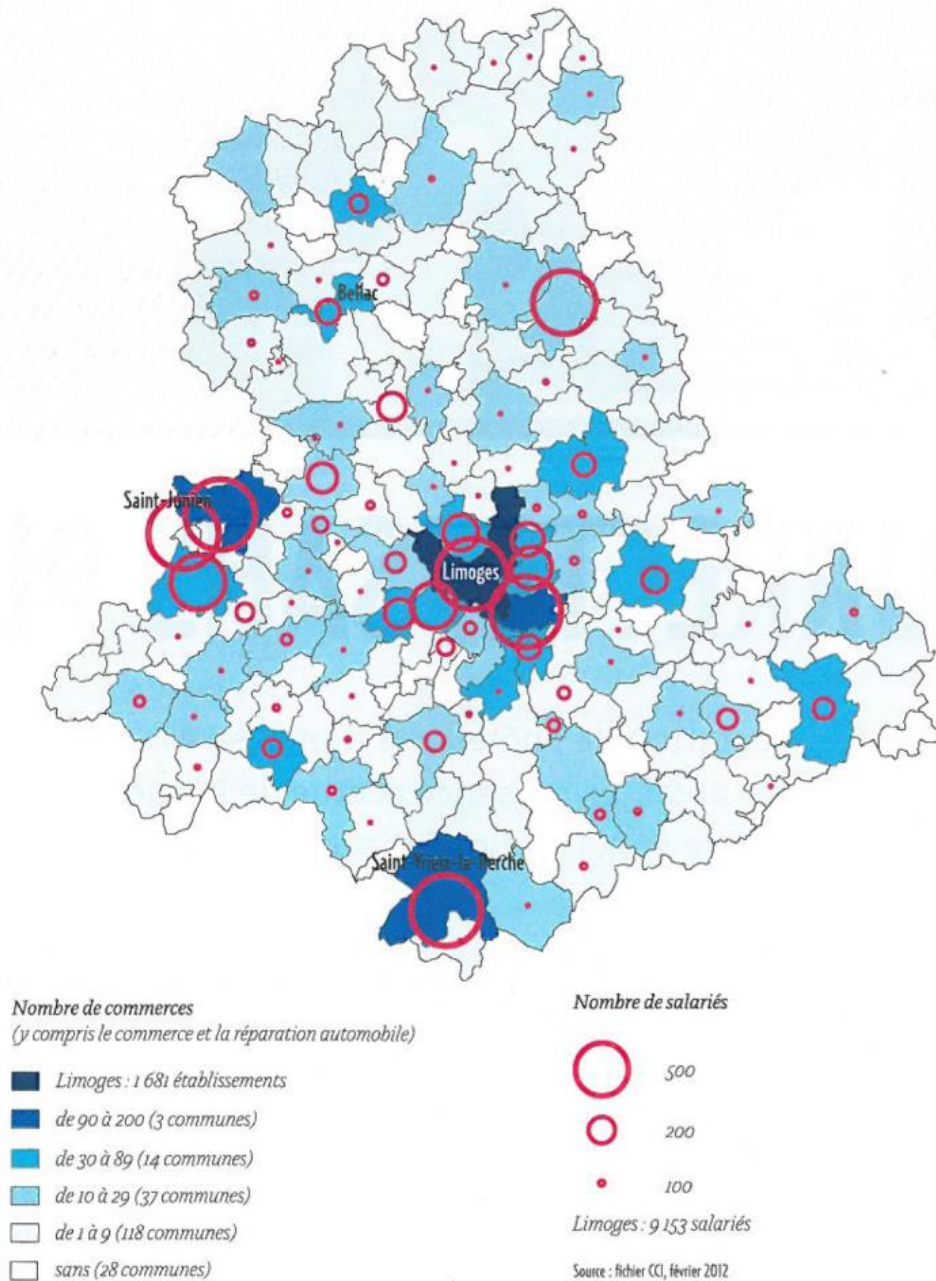 Bellac
Saint-Junien
Limoges
Saint-Yrieix-la-Perche
Nombre de commerces
(y compris le commerce et la réparation automobile)
Limoges : 1 681 établissements
de 90 à 200 (3 communes)
de 30 à 89 (14 communes)
de 10 à 29 (37 communes)
de 1 à 9 (118 communes)
sans (28 communes)
Nombre de salariés
500
200
100
Limoges : 9 153 salariés
Source : fichier CCI, février 2012